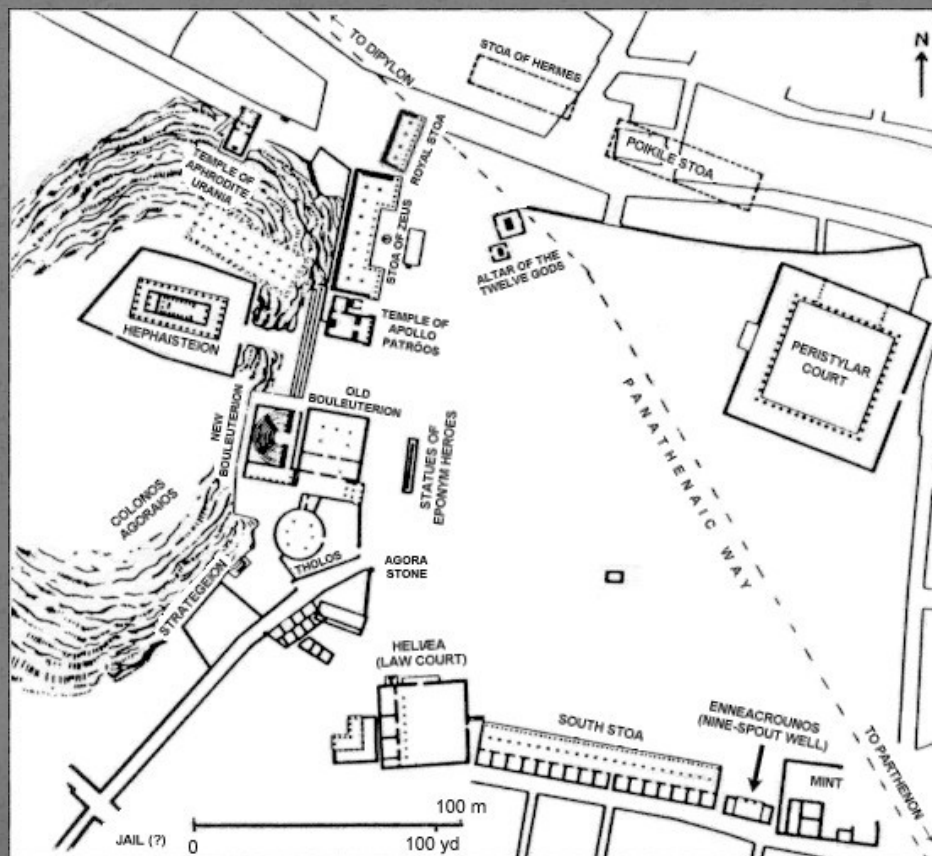 N
TO DIPYLON
STOA OF HERMES
ROYAL STOA
POIKILE STOA
TEMPLE OF
APHRODITE
URANIA
STOA OF ZEUS
ALTAR OF THE
TWELVE GODS
HEPHAISTEION
TEMPLE OF
APOLLO
PATRÓOS
PERISTYLAR
COURT
NEW
BOULEUTERION
OLD
BOULEUTERION
STATUES OF
EPONYM HEROES
PANATHENAIC WAY
COLONOS
AGORAIOS
THOLOS
AGORA
STONE
STRATEGEION
HELIÆA
(LAW COURT)
SOUTH STOA
ENNEACROUNOS
(NINE-SPOUT WELL)
MINT
TO PARTHENON
JAIL (?)
100 m
0
100 yd